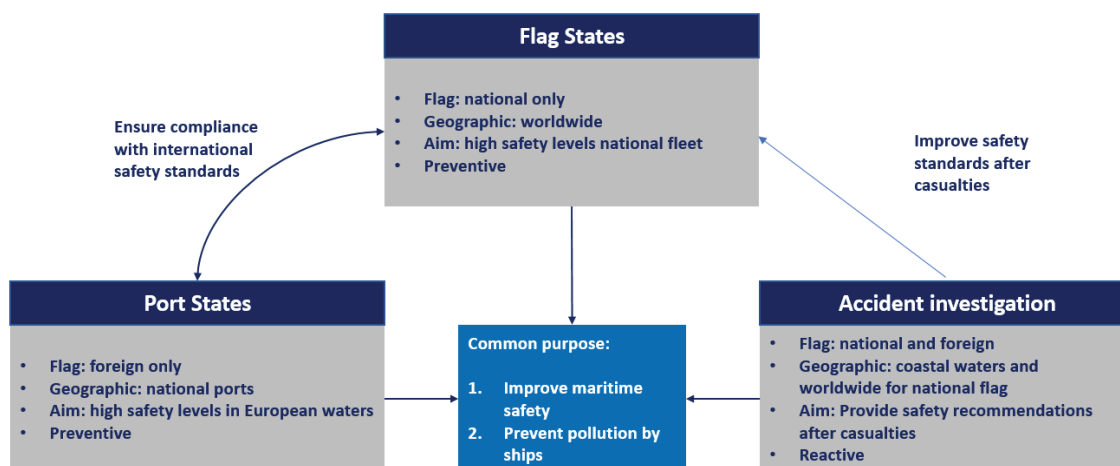 Flag States
• Flag: national only
• Geographic: worldwide
• Aim: high safety levels national fleet
• Preventive
Ensure compliance
with international
safety standards
Improve safety
standards after
casualties
Port States
• Flag: foreign only
• Geographic: national ports
• Aim: high safety levels in European waters
• Preventive
Common purpose:
1. Improve maritime
safety
2. Prevent pollution by
ships
Accident investigation
• Flag: national and foreign
• Geographic: coastal waters and
worldwide for national flag
• Aim: Provide safety recommendations
after casualties
• Reactive